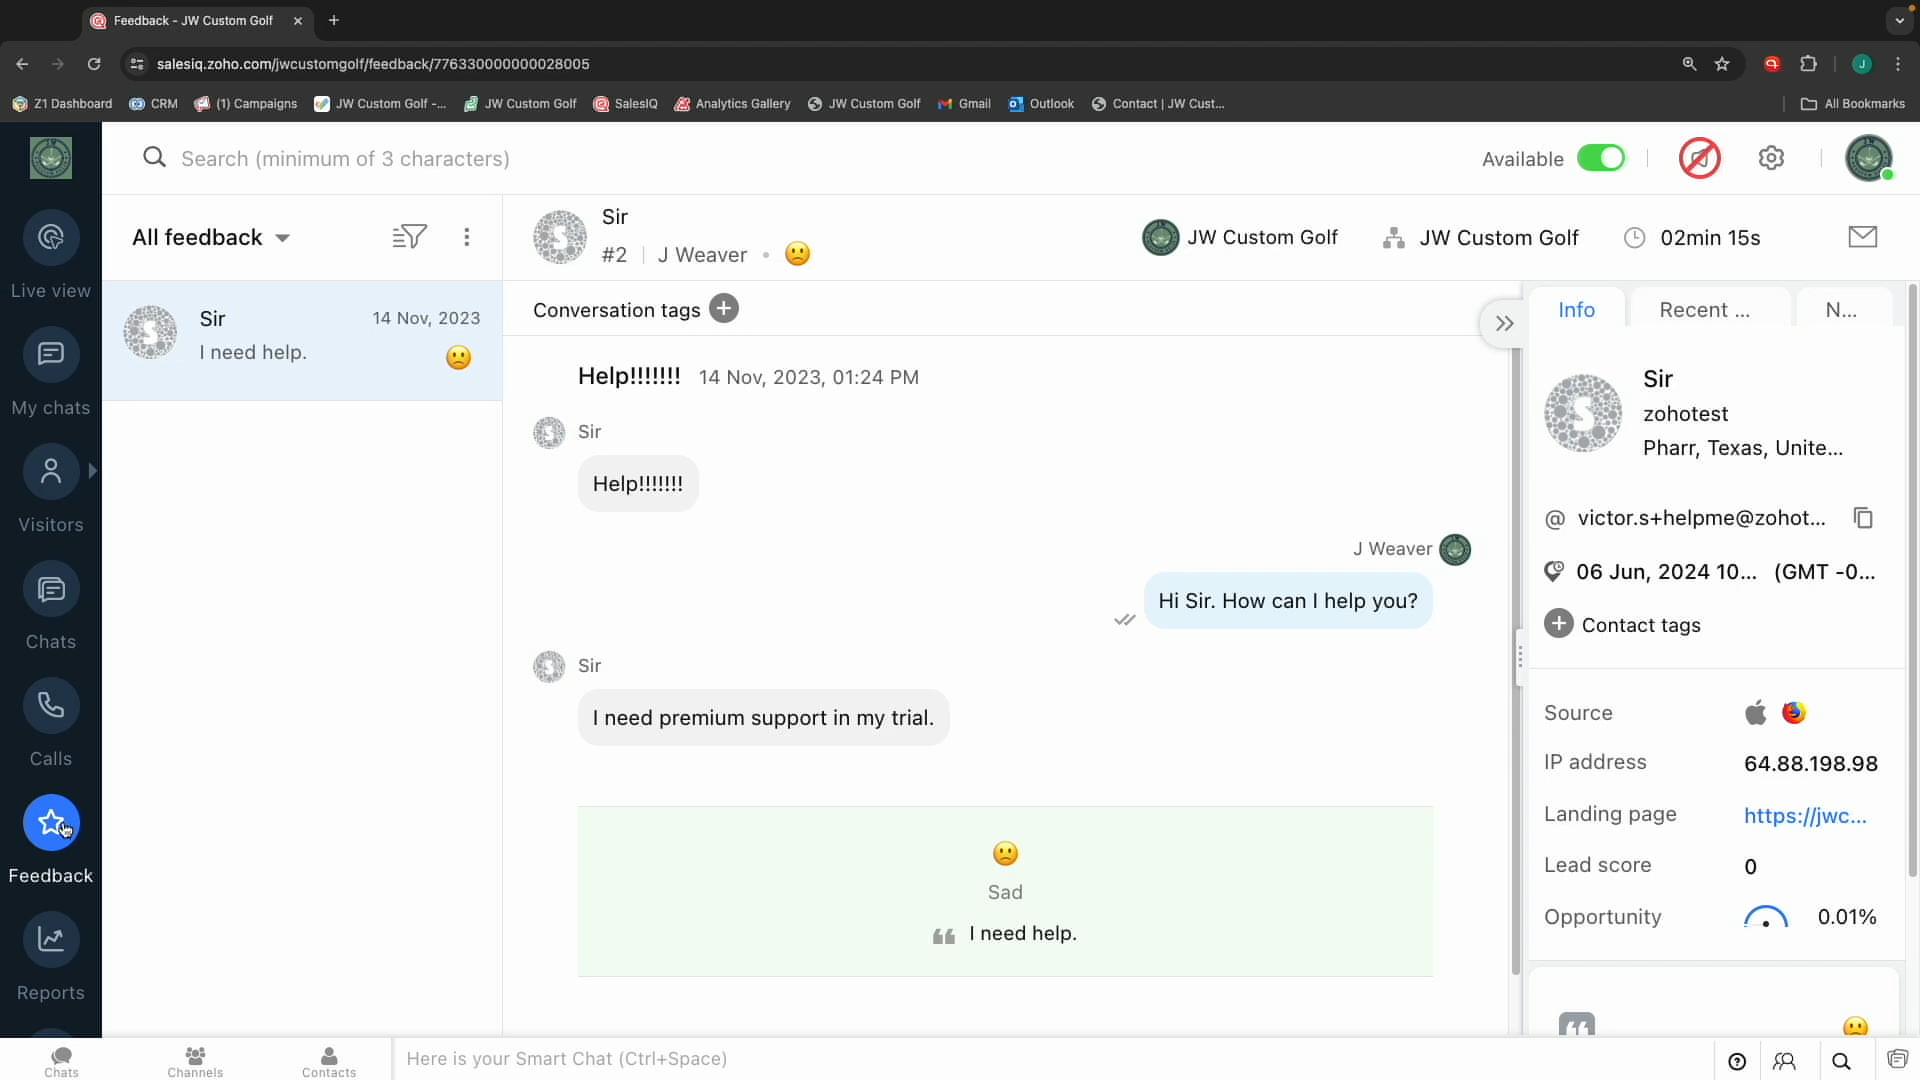 Feedback - JW Custom Golf
salesiq.zoho.com/jwcustomgolf/feedback/776330000000028005
J
Z1 Dashboard
CRM
(1) Campaigns
JW Custom Golf -...
JW Custom Golf
SalesIQ
Analytics Gallery
JW Custom Golf
Gmail
Outlook
Contact | JW Cust...
All Bookmarks
Search (minimum of 3 characters)
Available
Live view
My chats
Visitors
Chats
Calls
Feedback
Reports
All feedback
Sir
14 Nov, 2023
I need help.
Sir
#2 | J Weaver
JW Custom Golf
JW Custom Golf
02min 15s
Conversation tags
Help!!!!!!! 14 Nov, 2023, 01:24 PM
Sir
Help!!!!!!!
J Weaver
Hi Sir. How can I help you?
Sir
I need premium support in my trial.
Sad
I need help.
Info
Recent ...
N...
Sir
zohotest
Pharr, Texas, Unite...
victor.s+helpme@zohot...
06 Jun, 2024 10... (GMT -0...
Contact tags
Source
IP address 64.88.198.98
Landing page https://jwc...
Lead score 0
Opportunity 0.01%
Chats
Channels
Contacts
Here is your Smart Chat (Ctrl+Space)